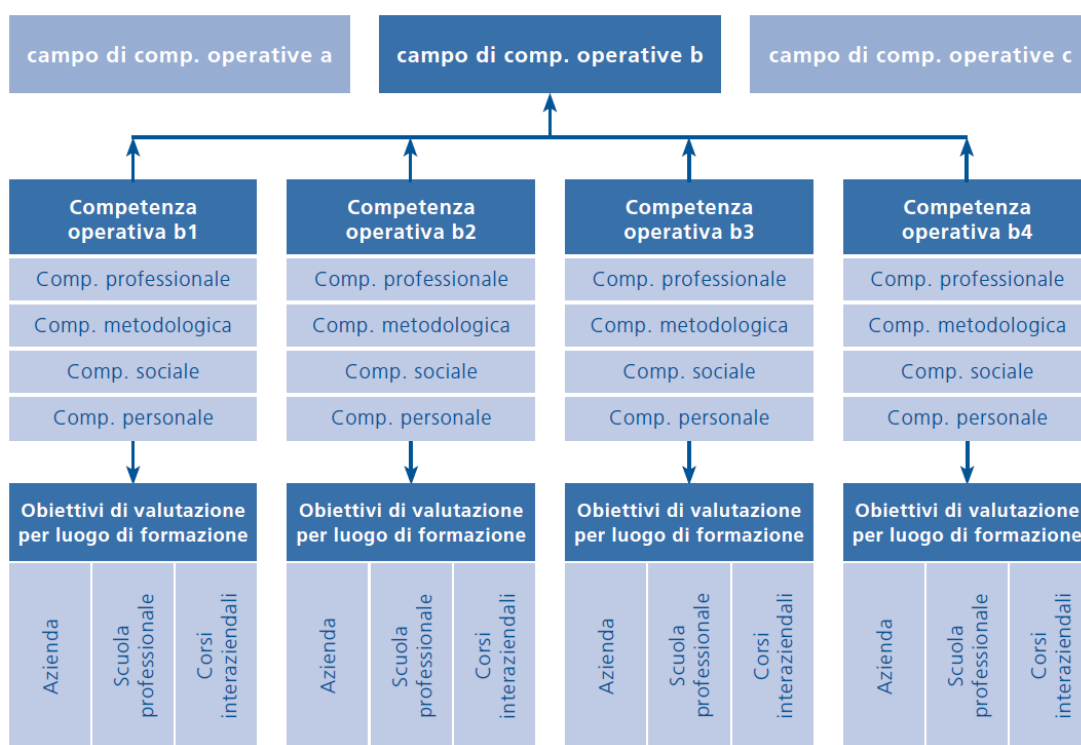 campo di comp. operative a
campo di comp. operative b
campo di comp. operative c
Competenza
operativa b1
Comp. professionale
Comp. metodologica
Comp. sociale
Comp. personale
Obiettivi di valutazione
per luogo di formazione
Azienda
Scuola
professionale
Corsi
interaziendali
Competenza
operativa b2
Comp. professionale
Comp. metodologica
Comp. sociale
Comp. personale
Obiettivi di valutazione
per luogo di formazione
Azienda
Scuola
professionale
Corsi
interaziendali
Competenza
operativa b3
Comp. professionale
Comp. metodologica
Comp. sociale
Comp. personale
Obiettivi di valutazione
per luogo di formazione
Azienda
Scuola
professionale
Corsi
interaziendali
Competenza
operativa b4
Comp. professionale
Comp. metodologica
Comp. sociale
Comp. personale
Obiettivi di valutazione
per luogo di formazione
Azienda
Scuola
professionale
Corsi
interaziendali